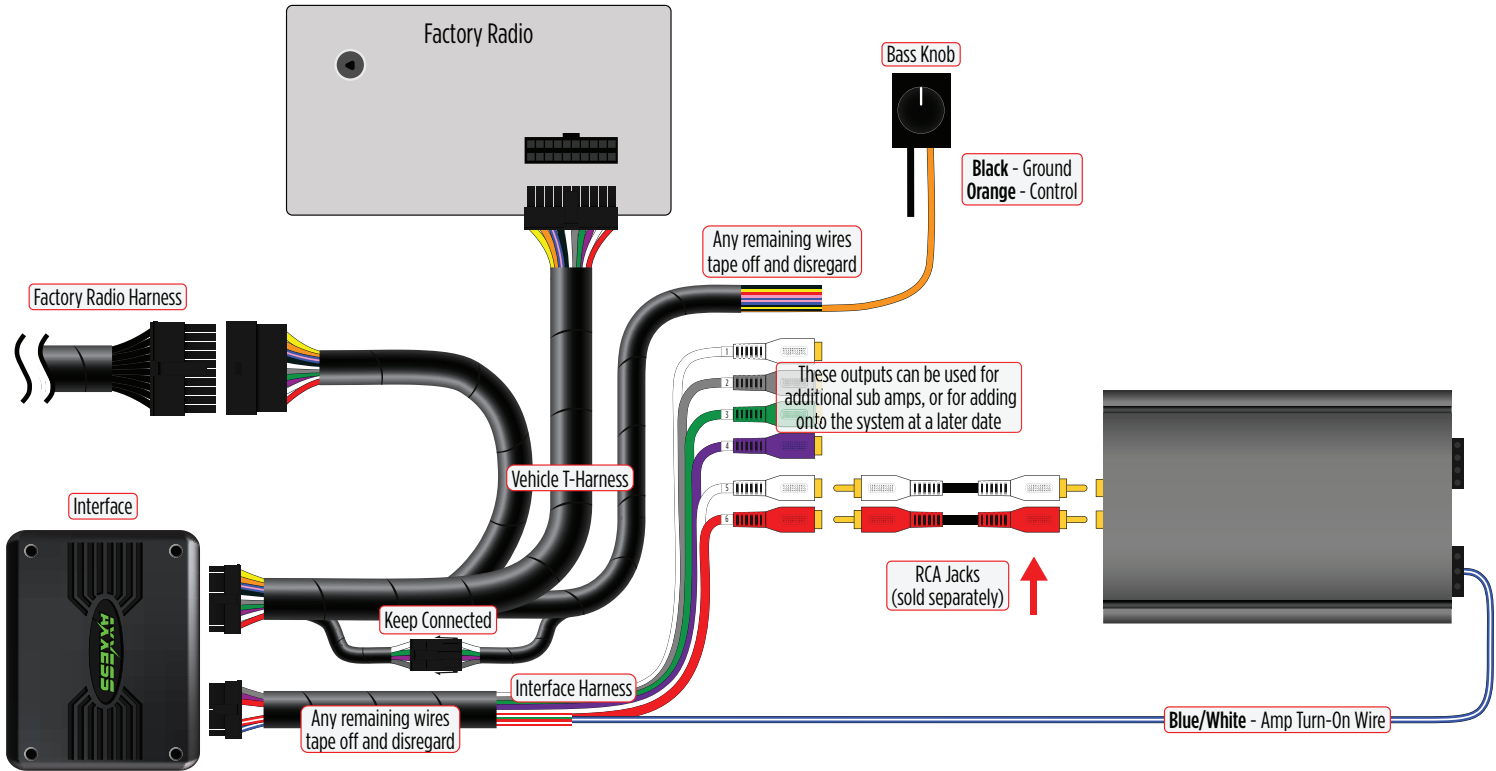 Factory Radio
Bass Knob
Black - Ground
Orange - Control
Any remaining wires
tape off and disregard
Factory Radio Harness
1
2
3
4
5
6
These outputs can be used for
additional sub amps, or for adding
onto the system at a later date
Vehicle T-Harness
Interface
AXXESS
RCA Jacks
(sold separately)
Keep Connected
Interface Harness
Any remaining wires
tape off and disregard
Blue/White - Amp Turn-On Wire